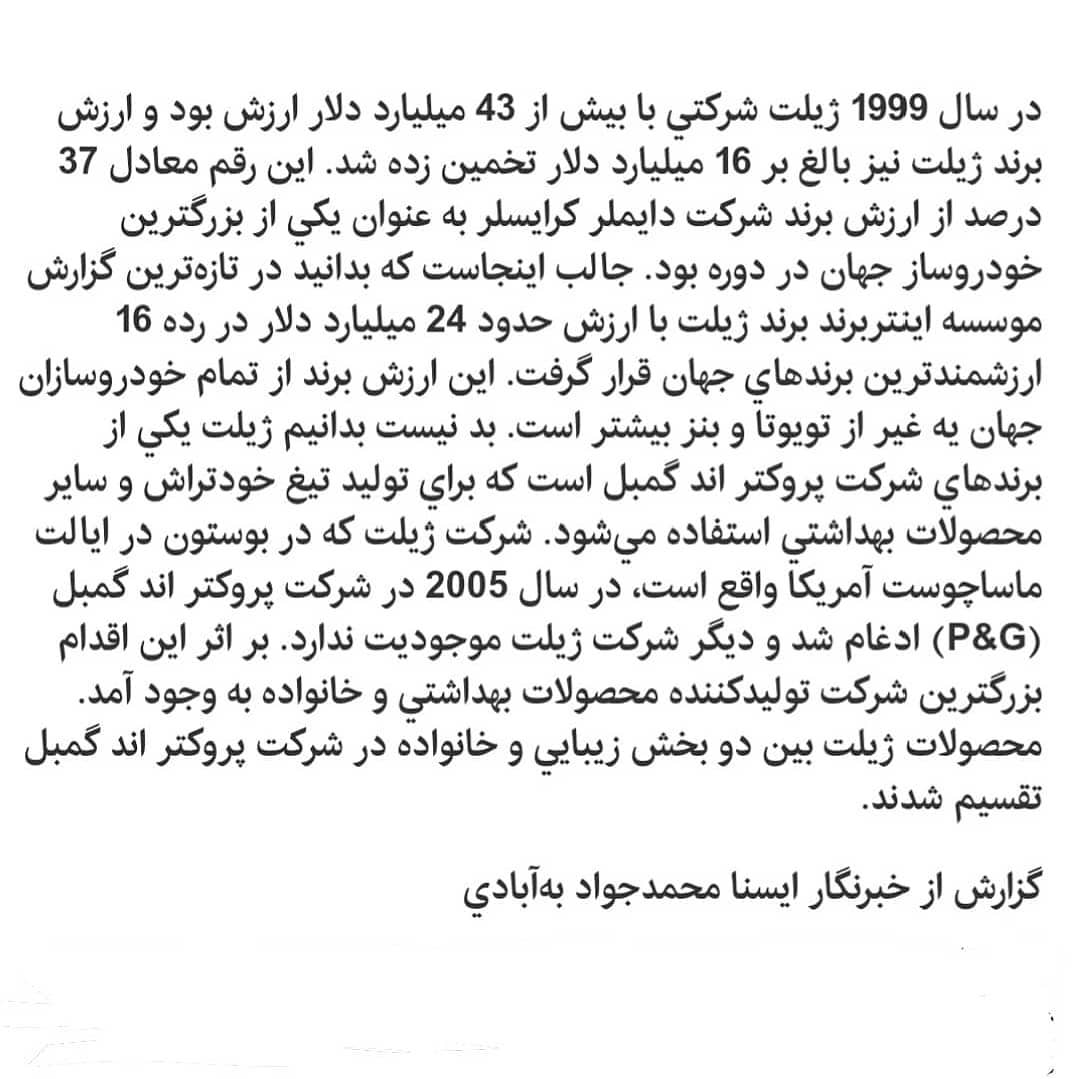 در سال 1999 ژيلت شركتي با بيش از 43 ميليارد دلار ارزش بود و ارزش
برند ژيلت نيز بالغ بر 16 ميليارد دلار تخمين زده شد. اين رقم معادل 37
درصد از ارزش برند شركت دايملر كرايسلر به عنوان يكي از بزرگترين
خودروساز جهان در دوره بود. جالب اينجاست كه بدانيد در تازه‌ترين گزارش
موسسه اينتربرند برند ژيلت با ارزش حدود 24 ميليارد دلار در رده 16
ارزشمندترين برندهاي جهان قرار گرفت. اين ارزش برند از تمام خودروسازان
جهان يه غير از تويوتا و بنز بيشتر است. بد نيست بدانيم ژيلت يكي از
برندهاي شركت پروكتر اند گمبل است كه براي توليد تيغ خودتراش و ساير
محصولات بهداشتي استفاده مي‌شود. شركت ژيلت كه در بوستون در ايالت
ماساچوست آمريكا واقع است، در سال 2005 در شركت پروكتر اند گمبل
(P&G) ادغام شد و ديگر شركت ژيلت موجوديت ندارد. بر اثر اين اقدام
بزرگترين شركت توليدكننده محصولات بهداشتي و خانواده به وجود آمد.
محصولات ژيلت بين دو بخش زيبايي و خانواده در شركت پروكتر اند گمبل
تقسيم شدند.
گزارش از خبرنگار ايسنا محمدجواد به‌آبادي